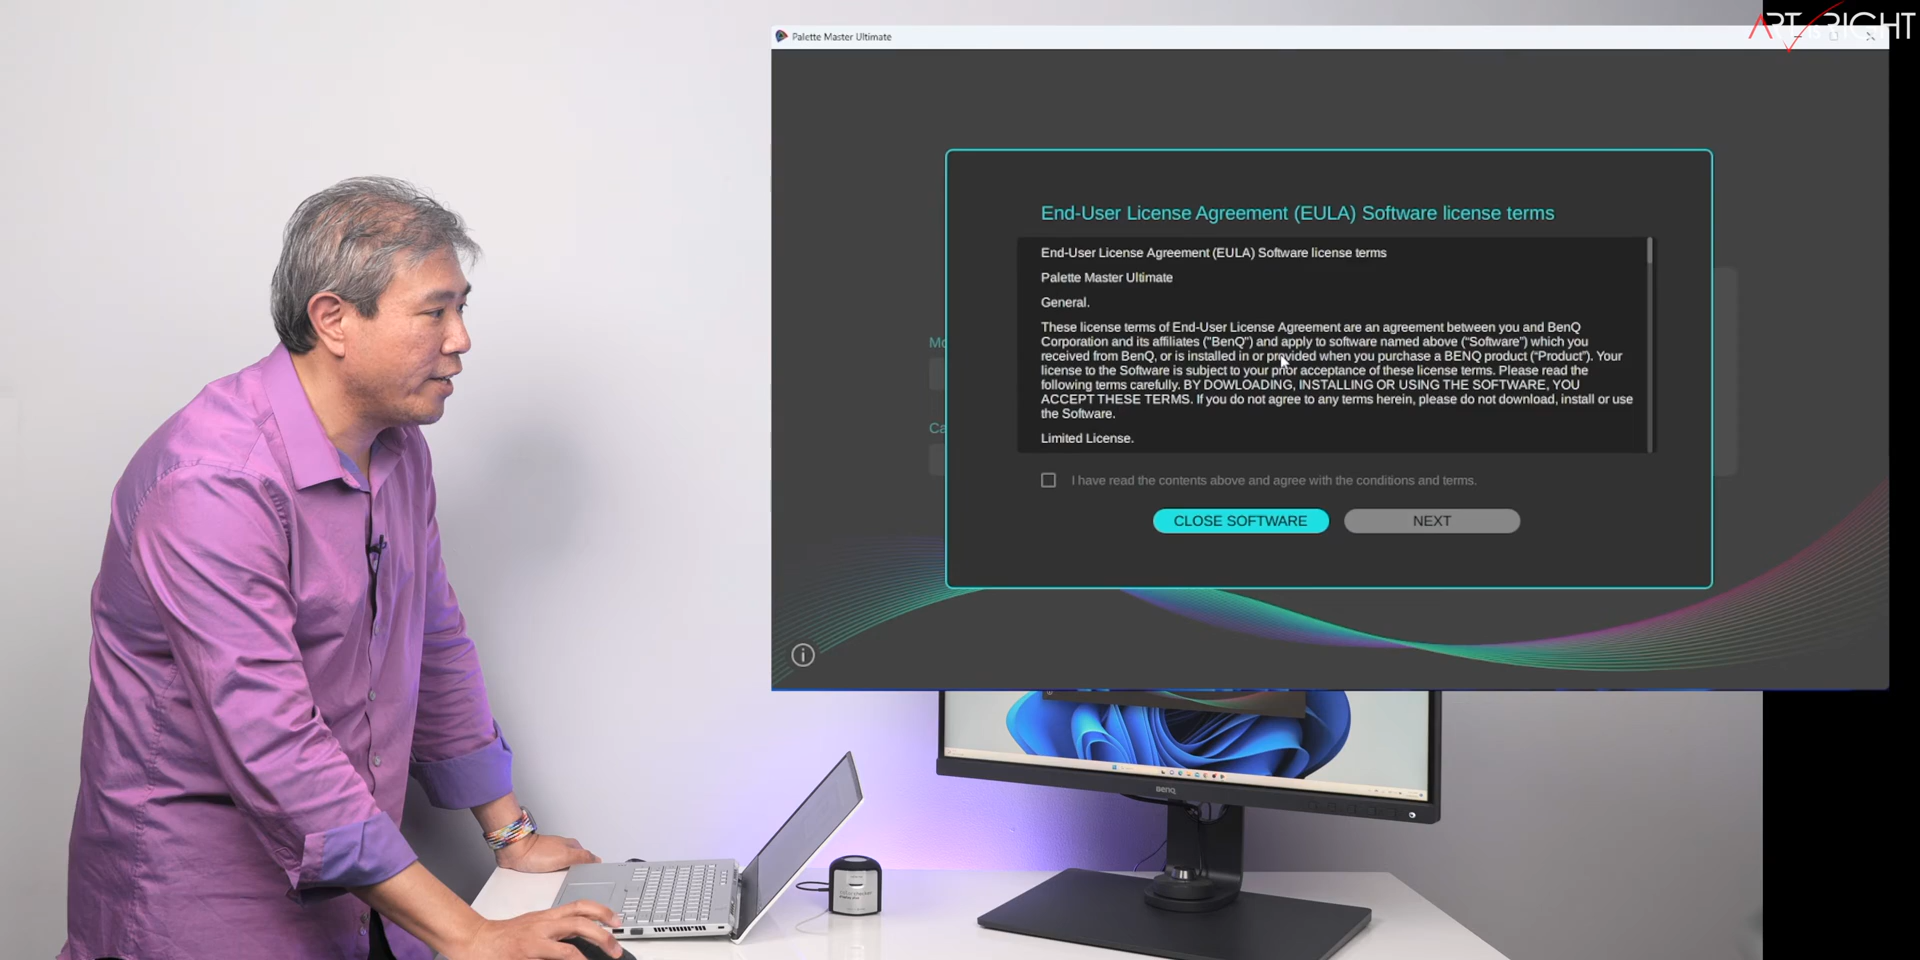 ART IS RIGHT
Palette Master Ultimate
End-User License Agreement (EULA) Software license terms
End-User License Agreement (EULA) Software license terms
Palette Master Ultimate
General.
These license terms of End-User License Agreement are an agreement between you and BenQ
Corporation and its affiliates ("BenQ") and apply to software named above ("Software") which you
received from BenQ, or is installed in or provided when you purchase a BENQ product ("Product"). Your
license to the Software is subject to your prior acceptance of these license terms. Please read the
following terms carefully. BY DOWLOADING, INSTALLING OR USING THE SOFTWARE, YOU
ACCEPT THESE TERMS. If you do not agree to any terms herein, please do not download, install or use
the Software.
Limited License.
Mo
Ca
I have read the contents above and agree with the conditions and terms.
CLOSE SOFTWARE
NEXT
BenQ